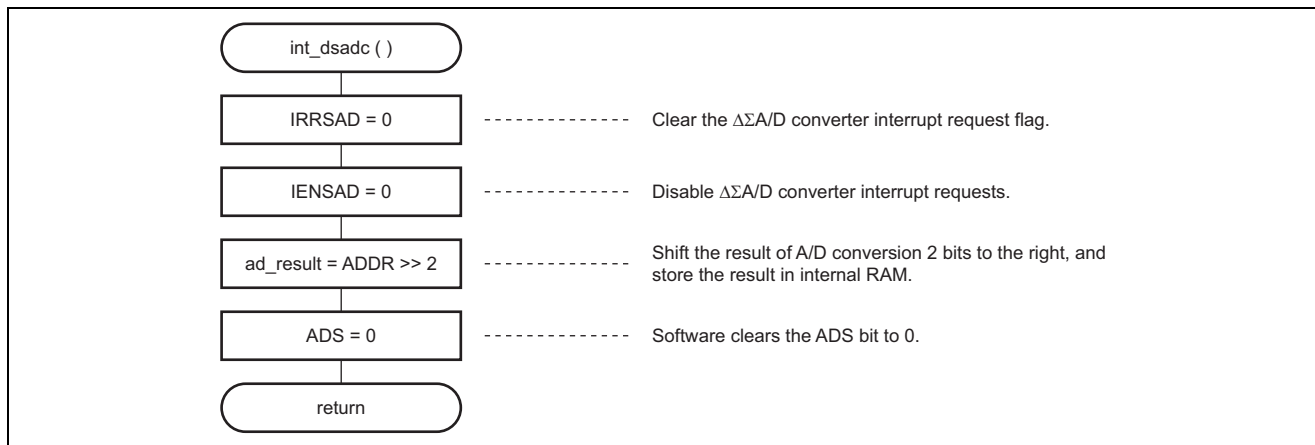 int_dsadc ( )
IRRSAD = 0
Clear the ΔΣA/D converter interrupt request flag.
IENSAD = 0
Disable ΔΣA/D converter interrupt requests.
ad_result = ADDR >> 2
Shift the result of A/D conversion 2 bits to the right, and
store the result in internal RAM.
ADS = 0
Software clears the ADS bit to 0.
return